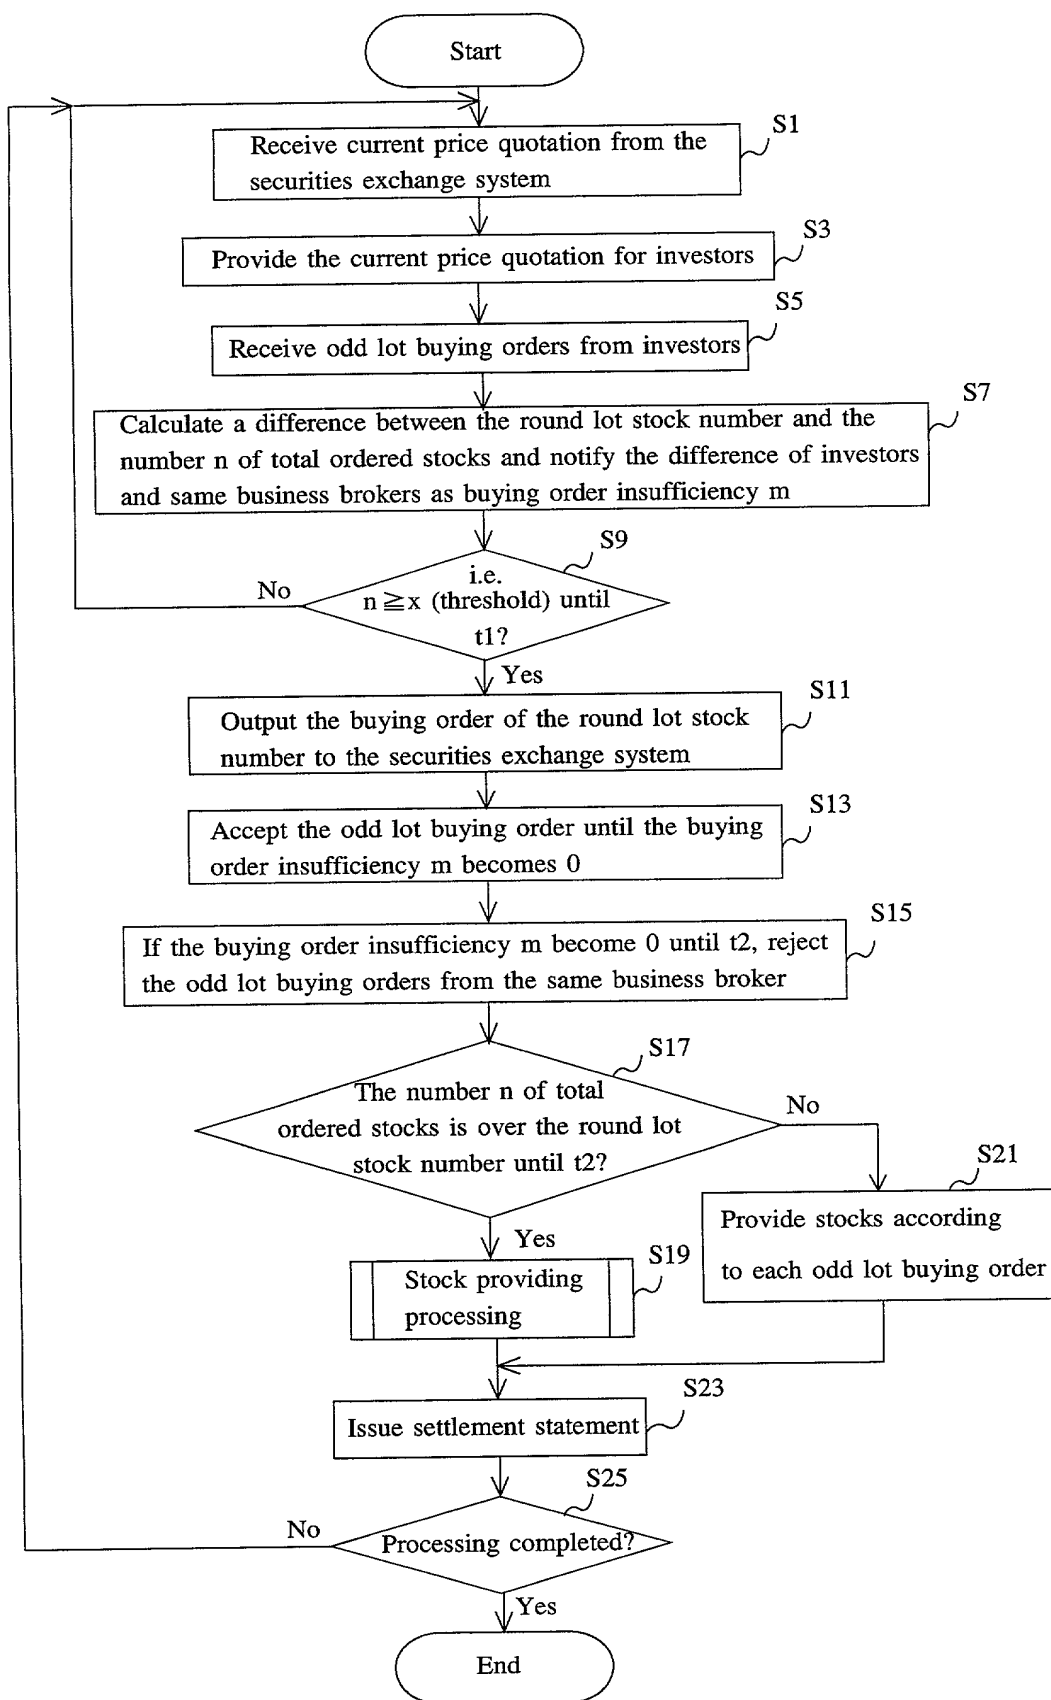 Start
S1
Receive current price quotation from the
securities exchange system
S3
Provide the current price quotation for investors
S5
Receive odd lot buying orders from investors
S7
Calculate a difference between the round lot stock number and the
number n of total ordered stocks and notify the difference of investors
and same business brokers as buying order insufficiency m
S9
No
i.e.
n ≧x (threshold) until
t1?
Yes
S11
Output the buying order of the round lot stock
number to the securities exchange system
S13
Accept the odd lot buying order until the buying
order insufficiency m becomes 0
S15
If the buying order insufficiency m become 0 until t2, reject
the odd lot buying orders from the same business broker
S17
The number n of total
ordered stocks is over the round lot
stock number until t2?
No
Yes
S21
Provide stocks according
to each odd lot buying order
S19
Stock providing
processing
S23
Issue settlement statement
S25
No
Processing completed?
Yes
End